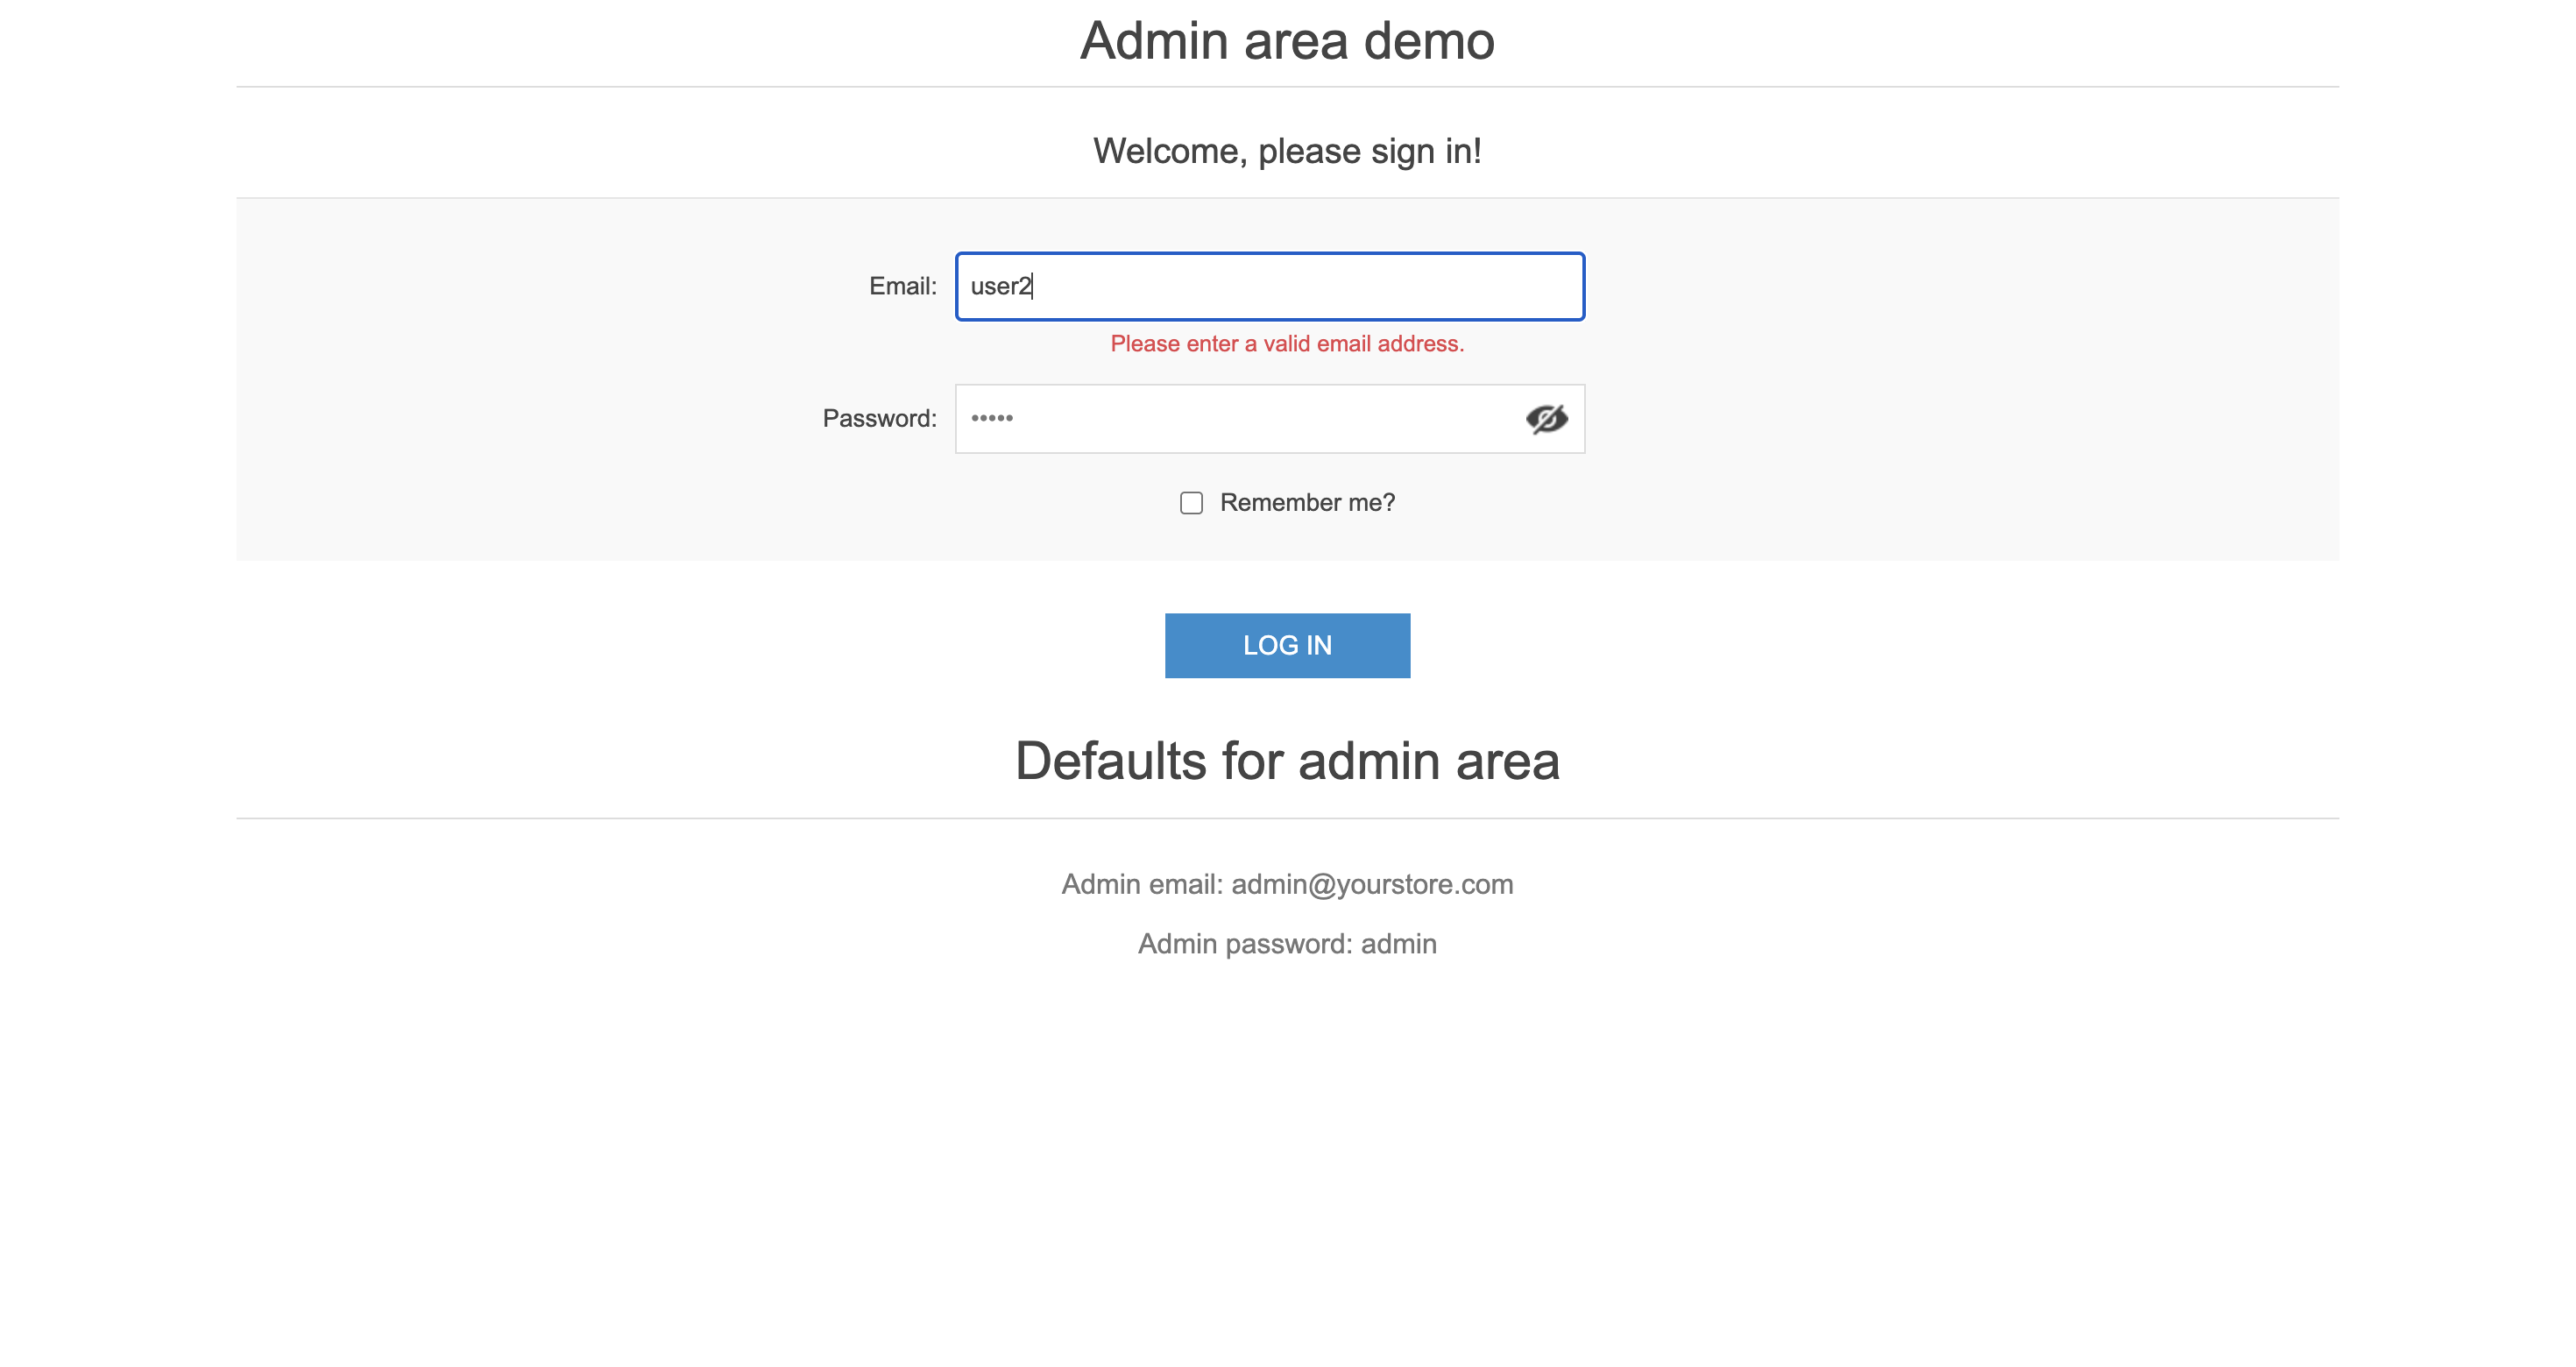 Admin area demo
Welcome, please sign in!
Email: user2
Please enter a valid email address.
Password: •••••
Remember me?
LOG IN
Defaults for admin area
Admin email: admin@yourstore.com
Admin password: admin